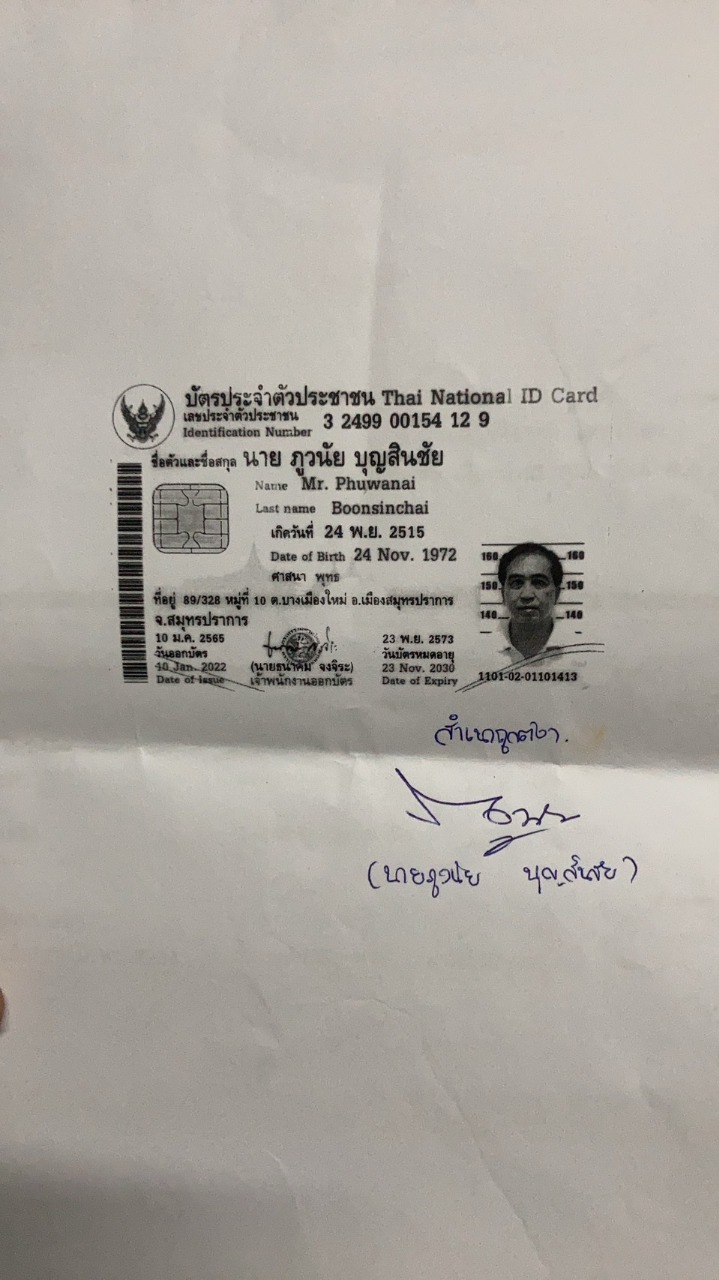 บัตรประจำตัวประชาชน Thai National ID Card
เลขประจำตัวประชาชน
Identification Number 3 2499 00154 12 9
ชื่อตัวและชื่อสกุล นาย ภูวนัย บุญสินชัย
Name Mr. Phuwanai
Last name Boonsinchai
เกิดวันที่ 24 พ.ย. 2515
Date of Birth 24 Nov. 1972
ศาสนา พุทธ
ที่อยู่ 89/328 หมู่ที่ 10 ต.บางเมืองใหม่ อ.เมืองสมุทรปราการ
จ.สมุทรปราการ
10 ม.ค. 2565
วันออกบัตร
10 Jan. 2022
Date of Issue
(นายธนาคม จงจิระ)
เจ้าพนักงานออกบัตร
23 พ.ย. 2573
วันบัตรหมดอายุ
23 Nov. 2030
Date of Expiry
160 160
150 150
140 140
1101-02-01101413
สำเนาถูกต้อง
(นายภูวนัย บุญสินชัย)